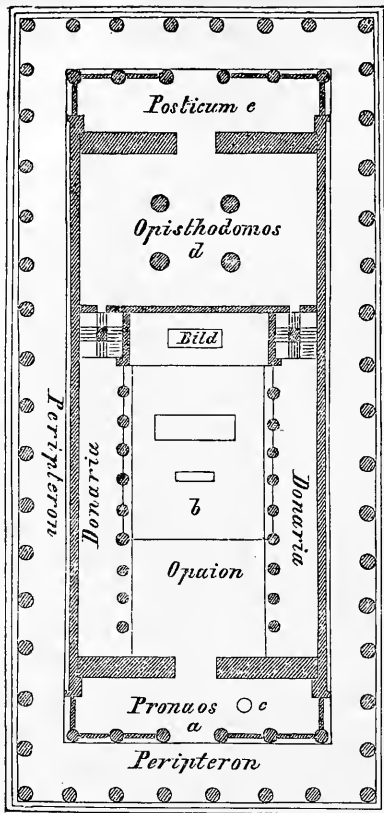 Posticum e
Opisthodomos
d
Bild
Peripteron
Donaria
Donaria
b
Opaion
Pronaos c
a
Peripteron